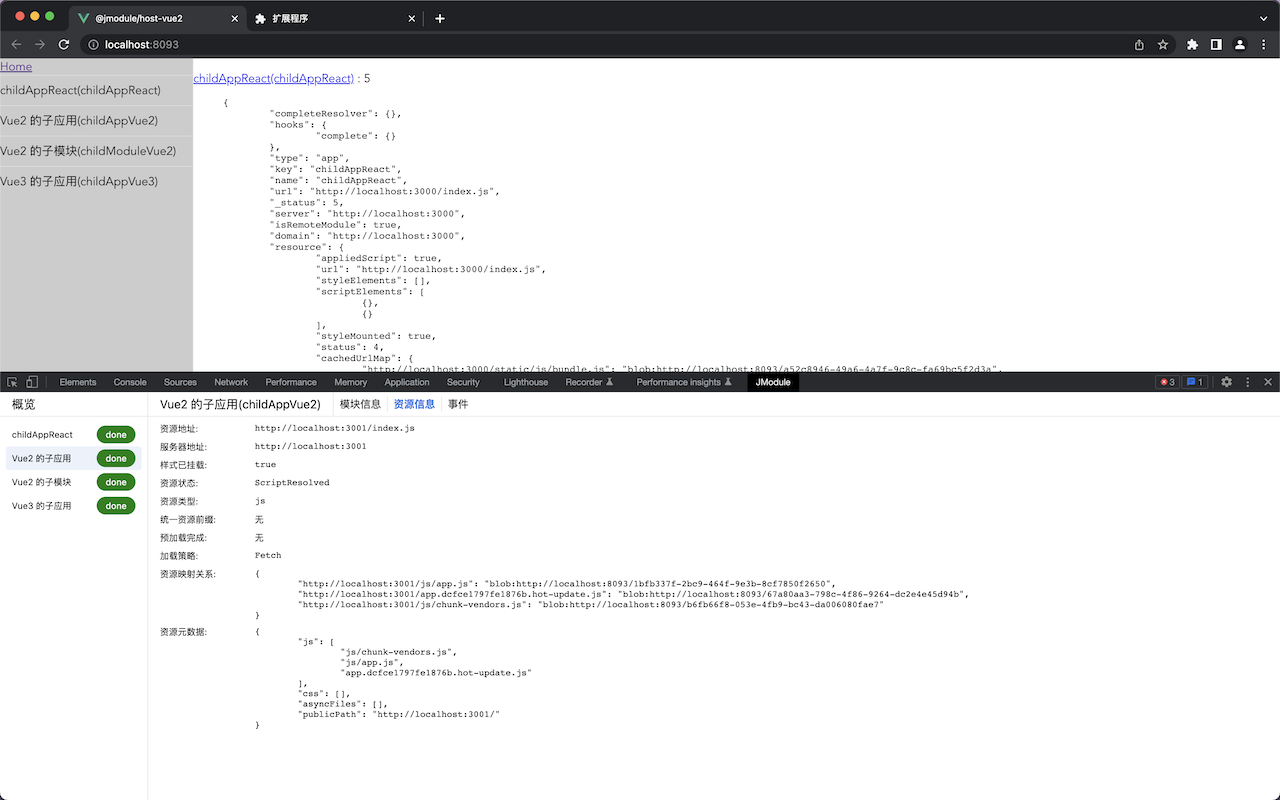 @jmodule/host-vue2
扩展程序
localhost:8093
Home
childAppReact(childAppReact)
Vue2 的子应用(childAppVue2)
Vue2 的子模块(childModuleVue2)
Vue3 的子应用(childAppVue3)
childAppReact(childAppReact) : 5
{
"completeResolver": {},
"hooks": {
"complete": {}
},
"type": "app",
"key": "childAppReact",
"name": "childAppReact",
"url": "http://localhost:3000/index.js",
"_status": 5,
"server": "http://localhost:3000",
"isRemoteModule": true,
"domain": "http://localhost:3000",
"resource": {
"appliedScript": true,
"url": "http://localhost:3000/index.js",
"styleElements": [],
"scriptElements": [
{},
{}
],
"styleMounted": true,
"status": 4,
"cachedUrlMap": {
"http://localhost:3000/static/js/bundle.js": "blob:http://localhost:8093/a52c8946-49a6-4a7f-9c8c-fa69bc5f2d3a",
Elements Console Sources Network Performance Memory Application Security Lighthouse Recorder Performance insights JModule 3 1
概览
childAppReact done
Vue2 的子应用 done
Vue2 的子模块 done
Vue3 的子应用 done
Vue2 的子应用(childAppVue2) 模块信息 资源信息 事件
资源地址: http://localhost:3001/index.js
服务器地址: http://localhost:3001
样式已挂载: true
资源状态: ScriptResolved
资源类型: js
统一资源前缀: 无
预加载完成: 无
加载策略: Fetch
资源映射关系: {
"http://localhost:3001/js/app.js": "blob:http://localhost:8093/1bfb337f-2bc9-464f-9e3b-8cf7850f2650",
"http://localhost:3001/app.dcfce1797fe1876b.hot-update.js": "blob:http://localhost:8093/67a80aa3-798c-4f86-9264-dc2e4e45d94b",
"http://localhost:3001/js/chunk-vendors.js": "blob:http://localhost:8093/b6fb66f8-053e-4fb9-bc43-da006080fae7"
}
资源元数据: {
"js": [
"js/chunk-vendors.js",
"js/app.js",
"app.dcfce1797fe1876b.hot-update.js"
],
"css": [],
"asyncFiles": [],
"publicPath": "http://localhost:3001/"
}